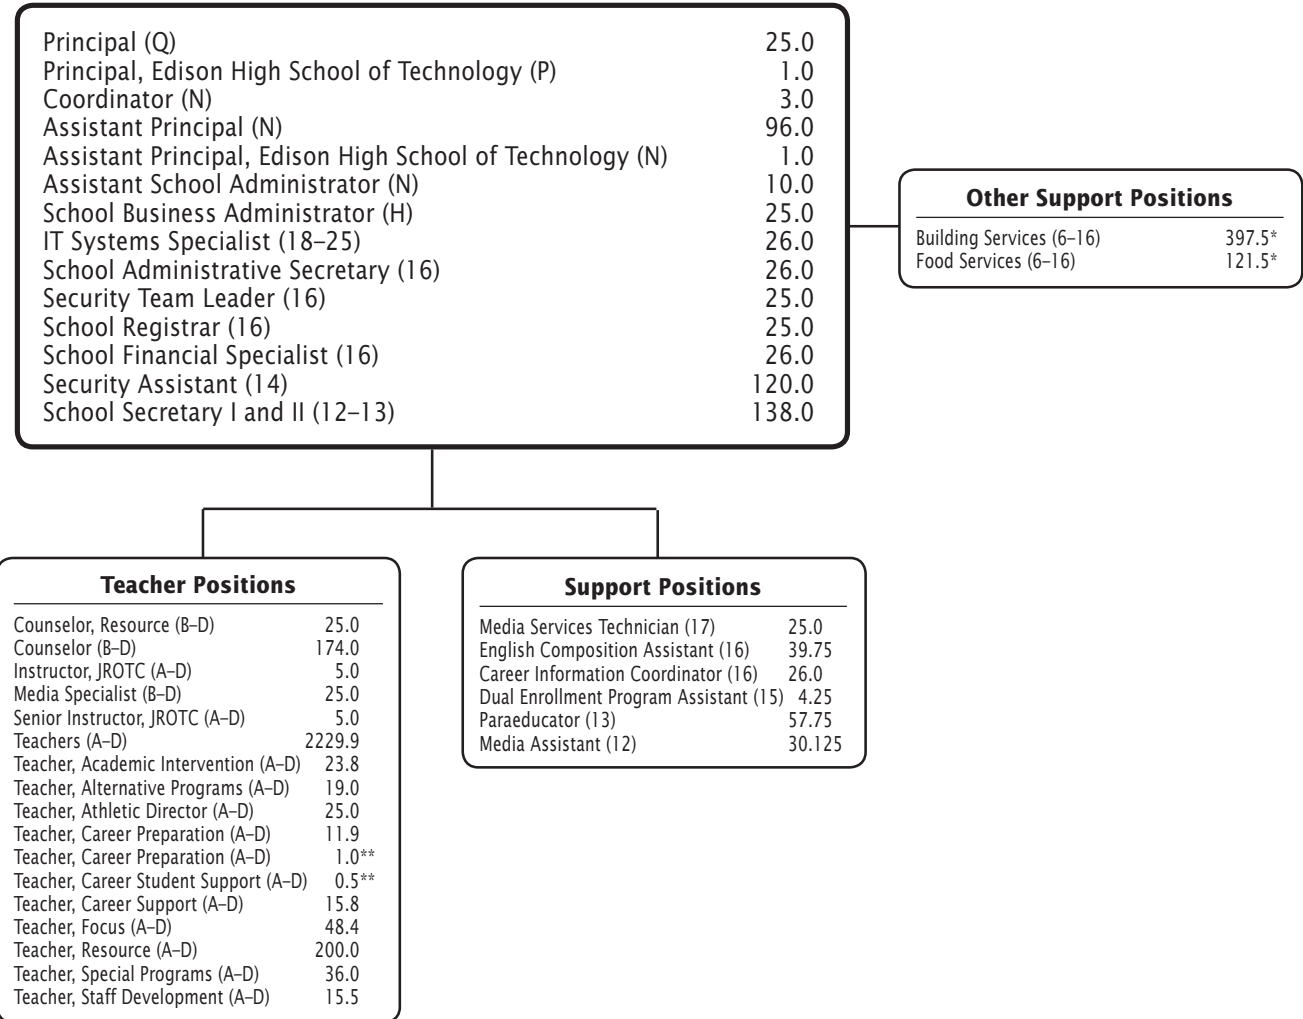 Principal (Q) 25.0
Principal, Edison High School of Technology (P) 1.0
Coordinator (N) 3.0
Assistant Principal (N) 96.0
Assistant Principal, Edison High School of Technology (N) 1.0
Assistant School Administrator (N) 10.0
School Business Administrator (H) 25.0
IT Systems Specialist (18–25) 26.0
School Administrative Secretary (16) 26.0
Security Team Leader (16) 25.0
School Registrar (16) 25.0
School Financial Specialist (16) 26.0
Security Assistant (14) 120.0
School Secretary I and II (12–13) 138.0
Other Support Positions
Building Services (6–16) 397.5*
Food Services (6–16) 121.5*
Teacher Positions
Counselor, Resource (B–D) 25.0
Counselor (B–D) 174.0
Instructor, JROTC (A–D) 5.0
Media Specialist (B–D) 25.0
Senior Instructor, JROTC (A–D) 5.0
Teachers (A–D) 2229.9
Teacher, Academic Intervention (A–D) 23.8
Teacher, Alternative Programs (A–D) 19.0
Teacher, Athletic Director (A–D) 25.0
Teacher, Career Preparation (A–D) 11.9
Teacher, Career Preparation (A–D) 1.0**
Teacher, Career Student Support (A–D) 0.5**
Teacher, Career Support (A–D) 15.8
Teacher, Focus (A–D) 48.4
Teacher, Resource (A–D) 200.0
Teacher, Special Programs (A–D) 36.0
Teacher, Staff Development (A–D) 15.5
Support Positions
Media Services Technician (17) 25.0
English Composition Assistant (16) 39.75
Career Information Coordinator (16) 26.0
Dual Enrollment Program Assistant (15) 4.25
Paraeducator (13) 57.75
Media Assistant (12) 30.125